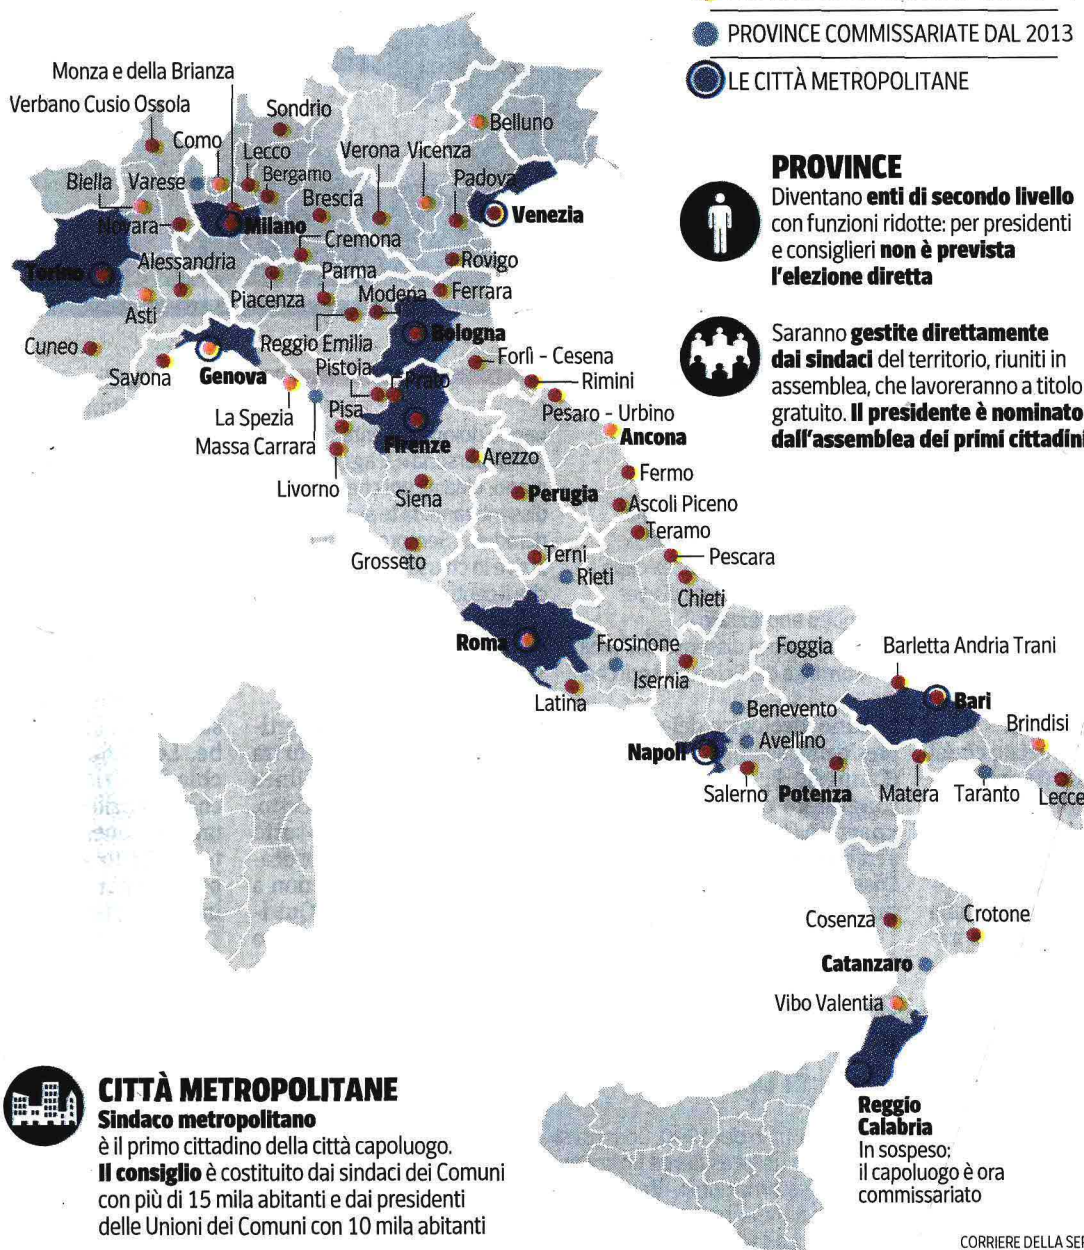 PROVINCE COMMISSARIATE DAL 2013
LE CITTÀ METROPOLITANE
Monza e della Brianza
Verbano Cusio Ossola
Sondrio
Como
Lecco
Verona
Vicenza
Belluno
Biella
Varese
Bergamo
Padova
Brescia
Venezia
Novara
Milano
Cremona
Torino
Alessandria
Parma
Rovigo
Piacenza
Modena
Ferrara
Asti
Cuneo
Reggio Emilia
Bologna
Savona
Genova
Pistoia
Forlì - Cesena
Prato
Rimini
La Spezia
Pisa
Pesaro - Urbino
Massa Carrara
Firenze
Ancona
Arezzo
Livorno
Siena
Fermo
Perugia
Ascoli Piceno
Teramo
Grosseto
Terni
Pescara
Rieti
Chieti
Roma
Frosinone
Foggia
Barletta Andria Trani
Isernia
Latina
Bari
Benevento
Brindisi
Napoli
Avellino
Salerno
Potenza
Matera
Taranto
Lecce
Cosenza
Crotone
Catanzaro
Vibo Valentia
Reggio
Calabria
In sospeso:
il capoluogo è ora
commissariato
PROVINCE
Diventano enti di secondo livello
con funzioni ridotte: per presidenti
e consiglieri non è prevista
l'elezione diretta
Saranno gestite direttamente
dai sindaci del territorio, riuniti in
assemblea, che lavoreranno a titolo
gratuito. Il presidente è nominato
dall'assemblea dei primi cittadini
CITTÀ METROPOLITANE
Sindaco metropolitano
è il primo cittadino della città capoluogo.
Il consiglio è costituito dai sindaci dei Comuni
con più di 15 mila abitanti e dai presidenti
delle Unioni dei Comuni con 10 mila abitanti
CORRIERE DELLA SER